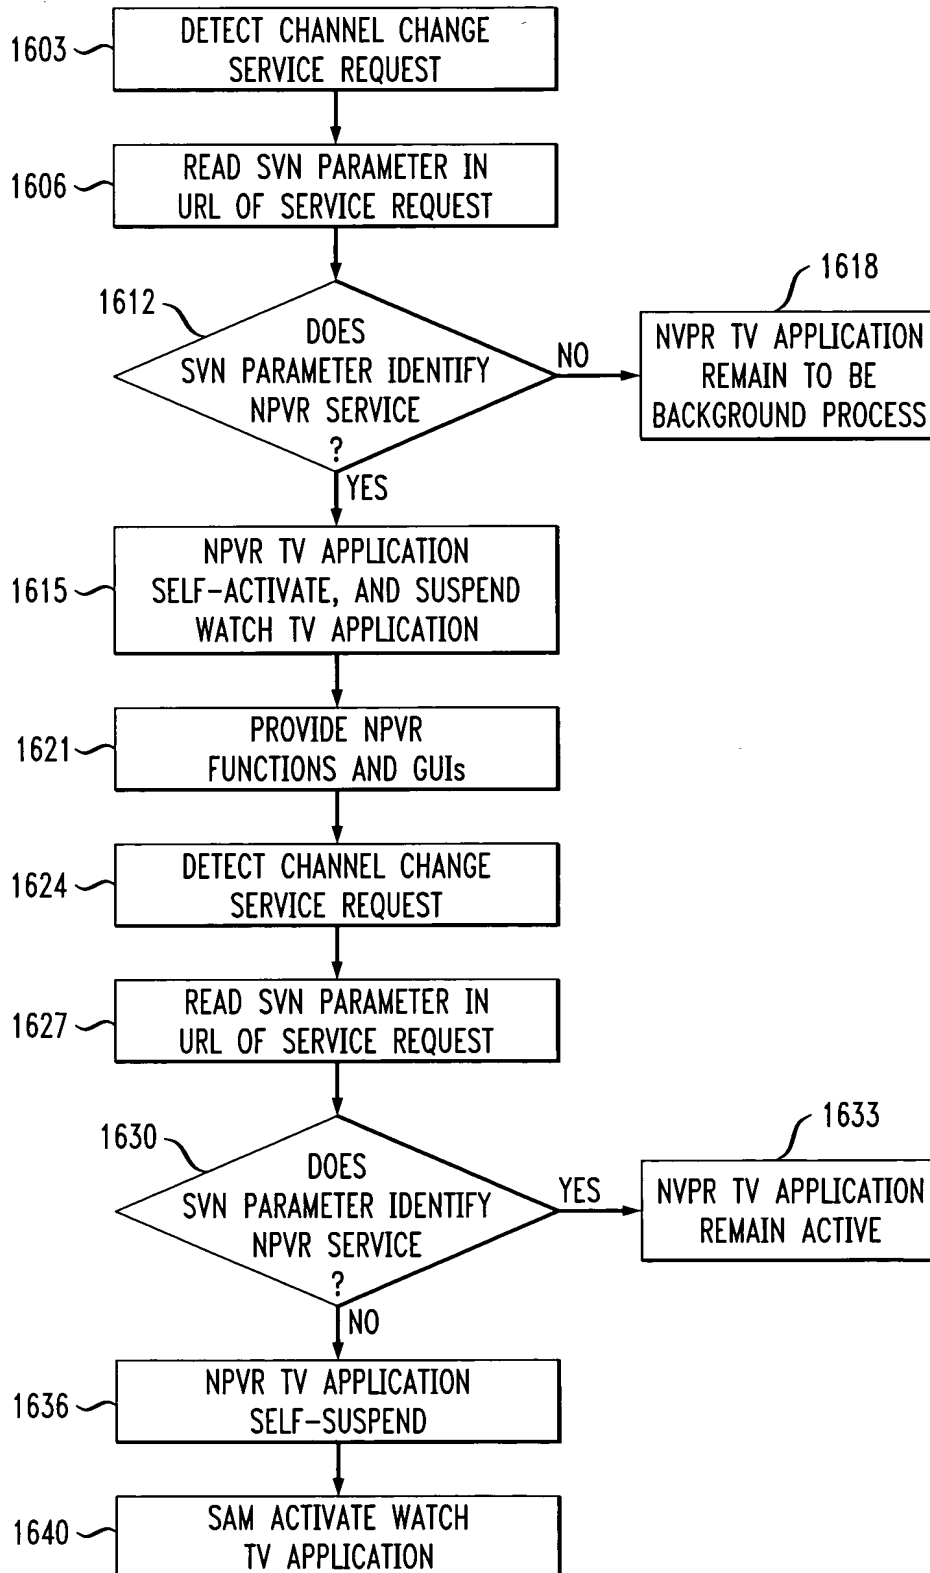 1603
DETECT CHANNEL CHANGE
SERVICE REQUEST
1606
READ SVN PARAMETER IN
URL OF SERVICE REQUEST
1612
DOES
SVN PARAMETER IDENTIFY
NPVR SERVICE
?
NO
1618
NVPR TV APPLICATION
REMAIN TO BE
BACKGROUND PROCESS
YES
1615
NPVR TV APPLICATION
SELF-ACTIVATE, AND SUSPEND
WATCH TV APPLICATION
1621
PROVIDE NPVR
FUNCTIONS AND GUIs
1624
DETECT CHANNEL CHANGE
SERVICE REQUEST
1627
READ SVN PARAMETER IN
URL OF SERVICE REQUEST
1630
DOES
SVN PARAMETER IDENTIFY
NPVR SERVICE
?
YES
1633
NVPR TV APPLICATION
REMAIN ACTIVE
NO
1636
NPVR TV APPLICATION
SELF-SUSPEND
1640
SAM ACTIVATE WATCH
TV APPLICATION